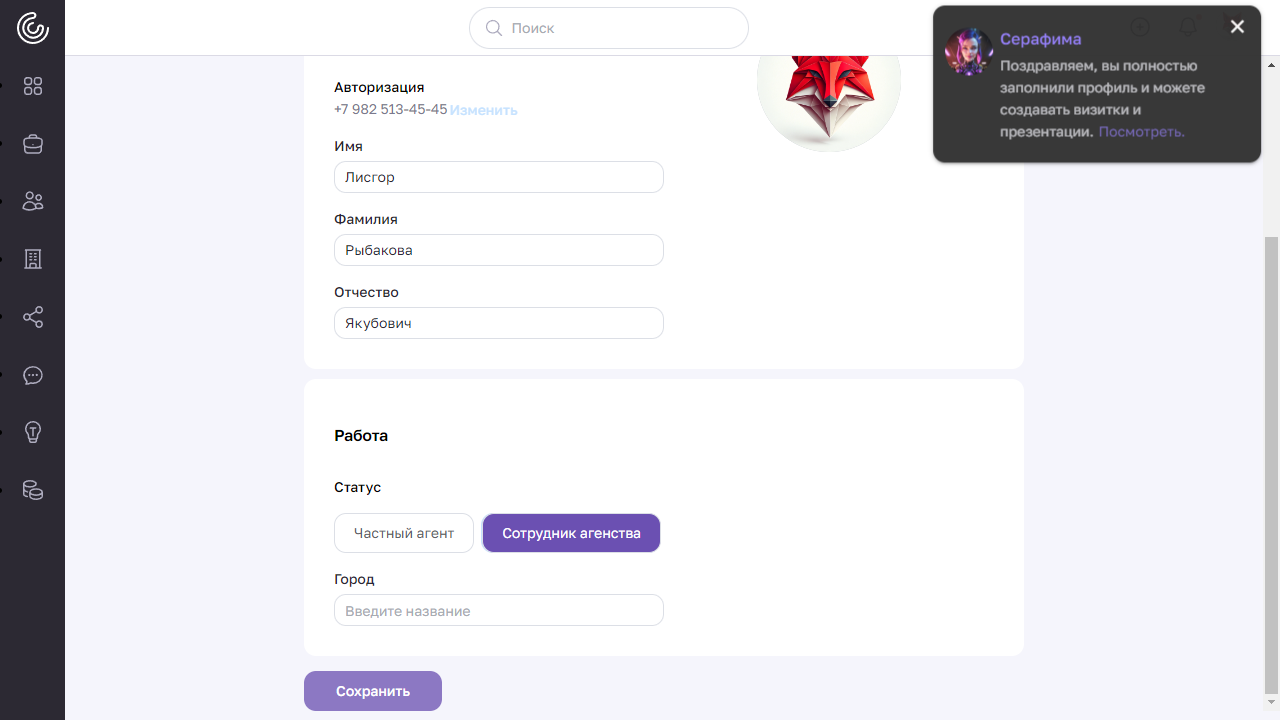 Поиск
Серафима
Поздравляем, вы полностью
заполнили профиль и можете
создавать визитки и
презентации. Посмотреть.
Авторизация
+7 982 513-45-45 Изменить
Имя
Лисгор
Фамилия
Рыбакова
Отчество
Якубович
Работа
Статус
Частный агент
Сотрудник агенства
Город
Введите название
Сохранить